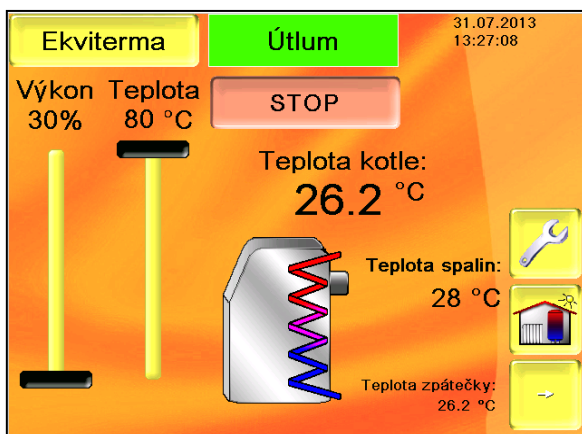 Ekviterma
Útlum
31.07.2013
13:27:08
Výkon
30%
Teplota
80 °C
STOP
Teplota kotle:
26.2 °C
Teplota spalin:
28 °C
Teplota zpátečky:
26.2 °C